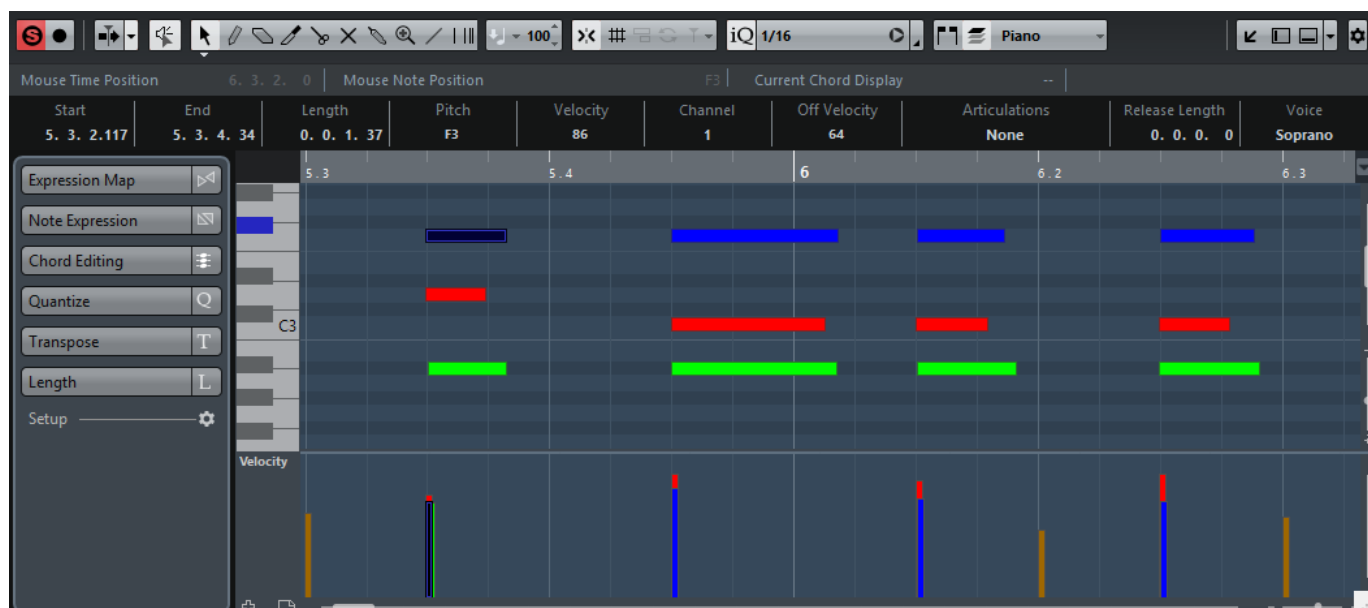 S 100 iQ 1/16 Piano
Mouse Time Position 6. 3. 2. 0 Mouse Note Position F3 Current Chord Display --
Start End Length Pitch Velocity Channel Off Velocity Articulations Release Length Voice
5. 3. 2.117 5. 3. 4. 34 0. 0. 1. 37 F3 86 1 64 None 0. 0. 0. 0 Soprano
5.3 5.4 6 6.2 6.3
Expression Map
Note Expression
Chord Editing
Quantize Q
C3
Transpose T
Length L
Setup
Velocity